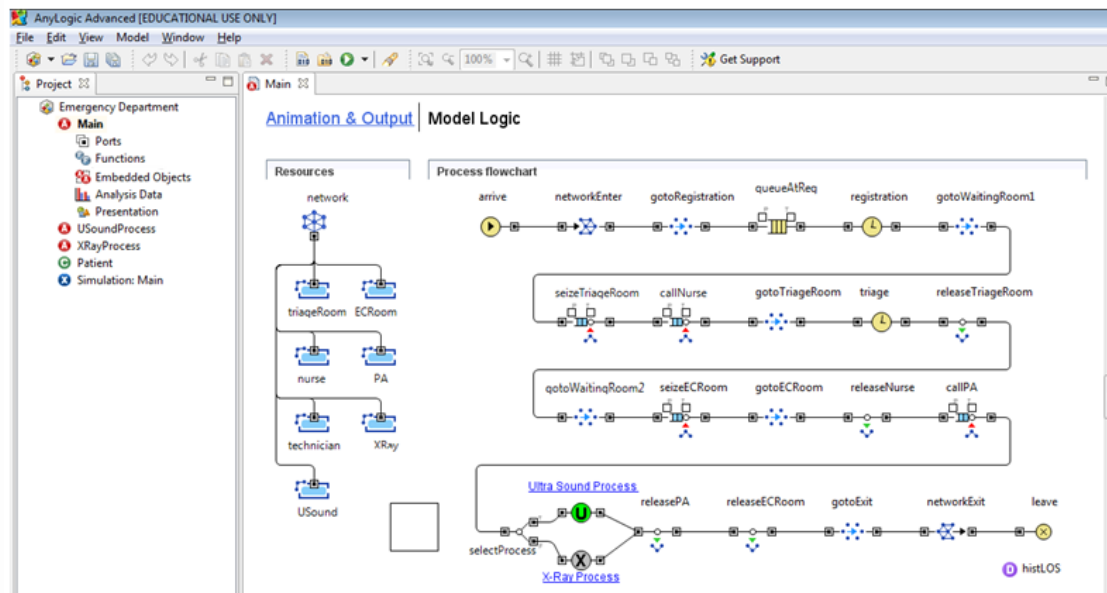 AnyLogic Advanced [EDUCATIONAL USE ONLY]
File Edit View Model Window Help
100% Get Support
Project
Main
Emergency Department
Main
Ports
Functions
Embedded Objects
Analysis Data
Presentation
USoundProcess
XRayProcess
Patient
Simulation: Main
Animation & Output Model Logic
Resources
Process flowchart
network
triageRoom ECRoom
nurse PA
technician XRay
USound
arrive networkEnter gotoRegistration queueAtReq registration gotoWaitingRoom1
seizeTriageRoom callNurse gotoTriageRoom triage releaseTriageRoom
gotoWaitingRoom2 seizeECRoom gotoECRoom releaseNurse callPA
Ultra Sound Process
U
releasePA releaseECRoom gotoExit networkExit leave
selectProcess
X
X-Ray Process
D histLOS